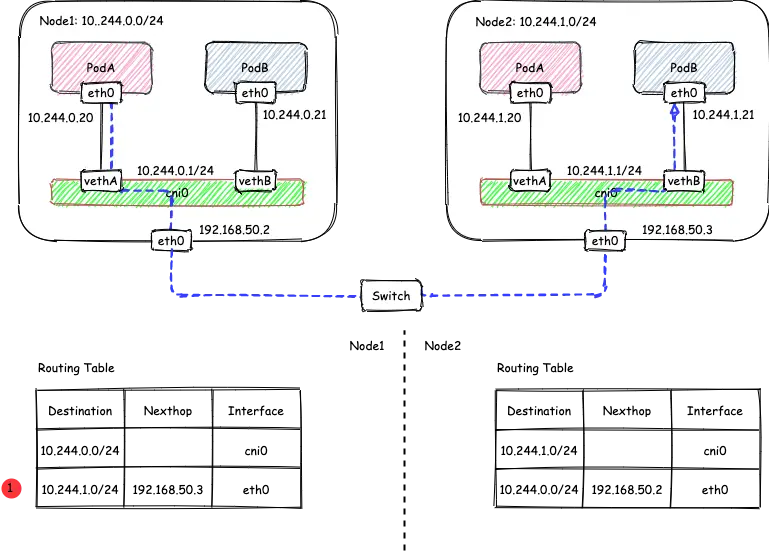 Node1: 10..244.0.0/24
PodA
PodB
eth0
eth0
10.244.0.20
10.244.0.21
10.244.0.1/24
vethA
vethB
cni0
192.168.50.2
eth0
Node2: 10.244.1.0/24
PodA
PodB
eth0
eth0
10.244.1.20
10.244.1.21
10.244.1.1/24
vethA
vethB
cni0
192.168.50.3
eth0
Switch
Node1
Node2
Routing Table
Destination Nexthop Interface
10.244.0.0/24 cni0
1 10.244.1.0/24 192.168.50.3 eth0
Routing Table
Destination Nexthop Interface
10.244.1.0/24 cni0
10.244.0.0/24 192.168.50.2 eth0